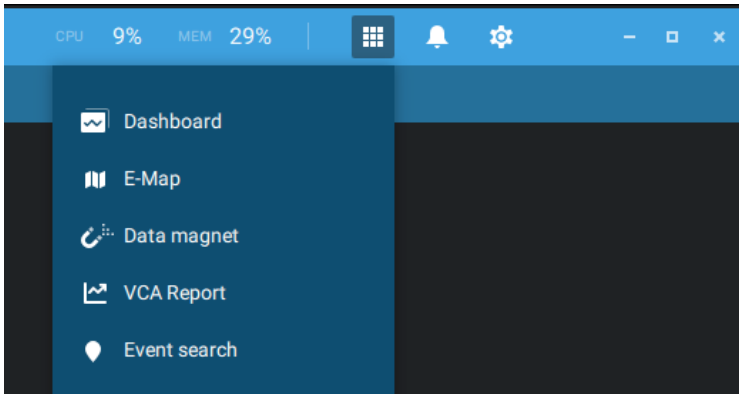 CPU 9% MEM 29%
Dashboard
E-Map
Data magnet
VCA Report
Event search